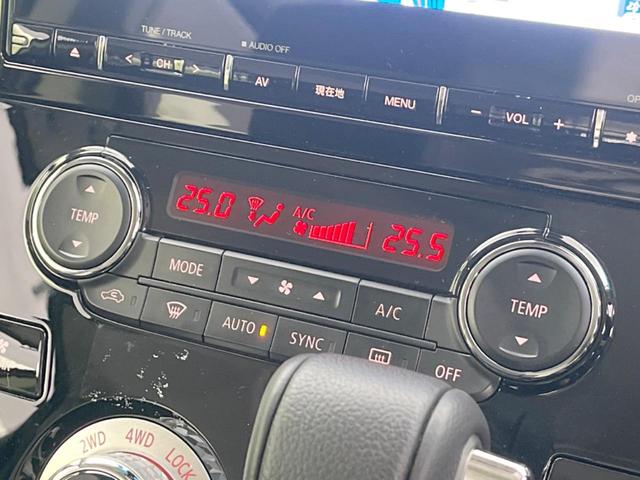 TUNE / TRACK
AUDIO OFF
CH
AV
現在地
MENU
− VOL +
25.0
A/C
25.5
TEMP
TEMP
MODE
A/C
AUTO
SYNC
OFF
2WD 4WD LOCK